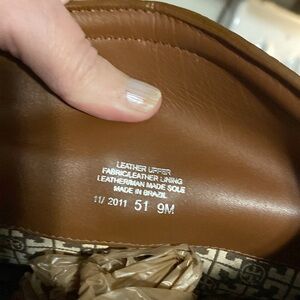 LEATHER UPPER
FABRIC/LEATHER LINING
LEATHER/MAN MADE SOLE
MADE IN BRAZIL
11/ 2011 51 9M